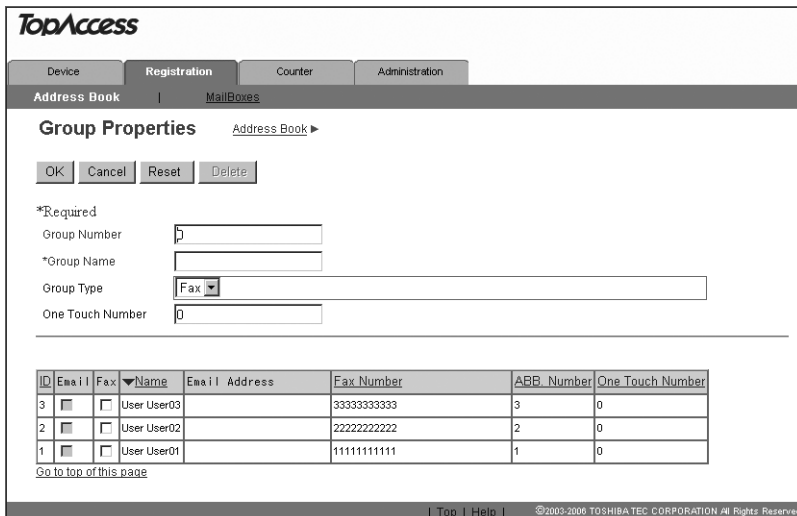 TopAccess
Device Registration Counter Administration
Address Book | MailBoxes
Group Properties Address Book ►
OK Cancel Reset Delete
*Required
Group Number
*Group Name
Group Type Fax
One Touch Number 0
ID Email Fax ▼Name Email Address Fax Number ABB. Number One Touch Number
3 User User03 33333333333 3 0
2 User User02 22222222222 2 0
1 User User01 11111111111 1 0
Go to top of this page
| Top | Help | ©2003-2006 TOSHIBA TEC CORPORATION All Rights Reserve